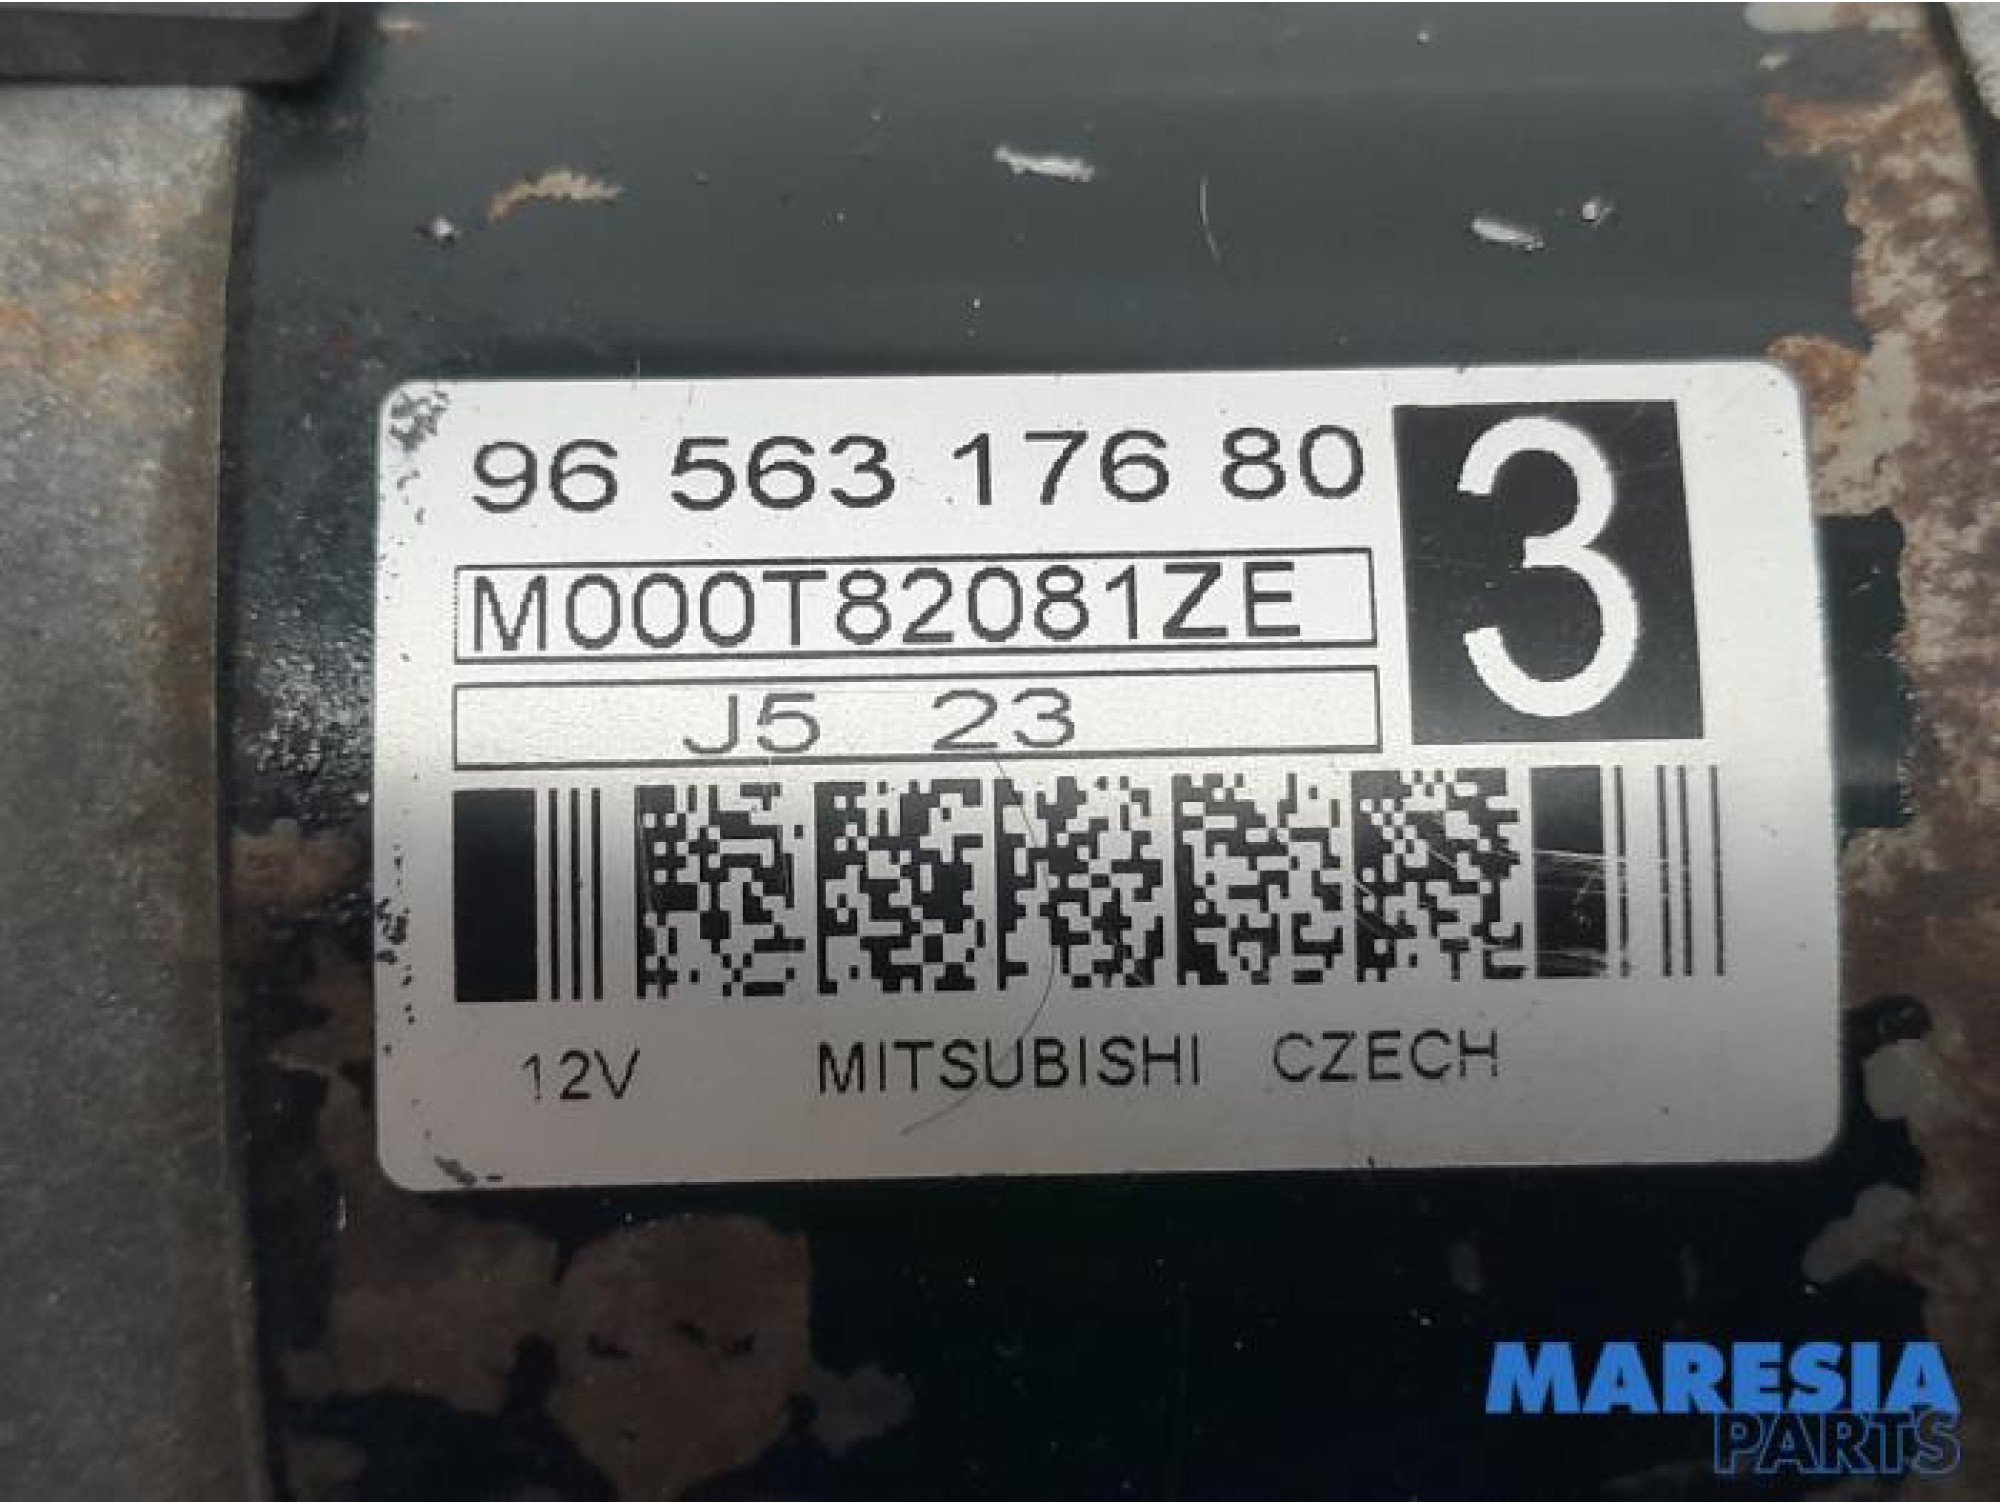 96 563 176 80
3
M000T82081ZE
J5 23
12V MITSUBISHI CZECH
MARESIA
PARTS